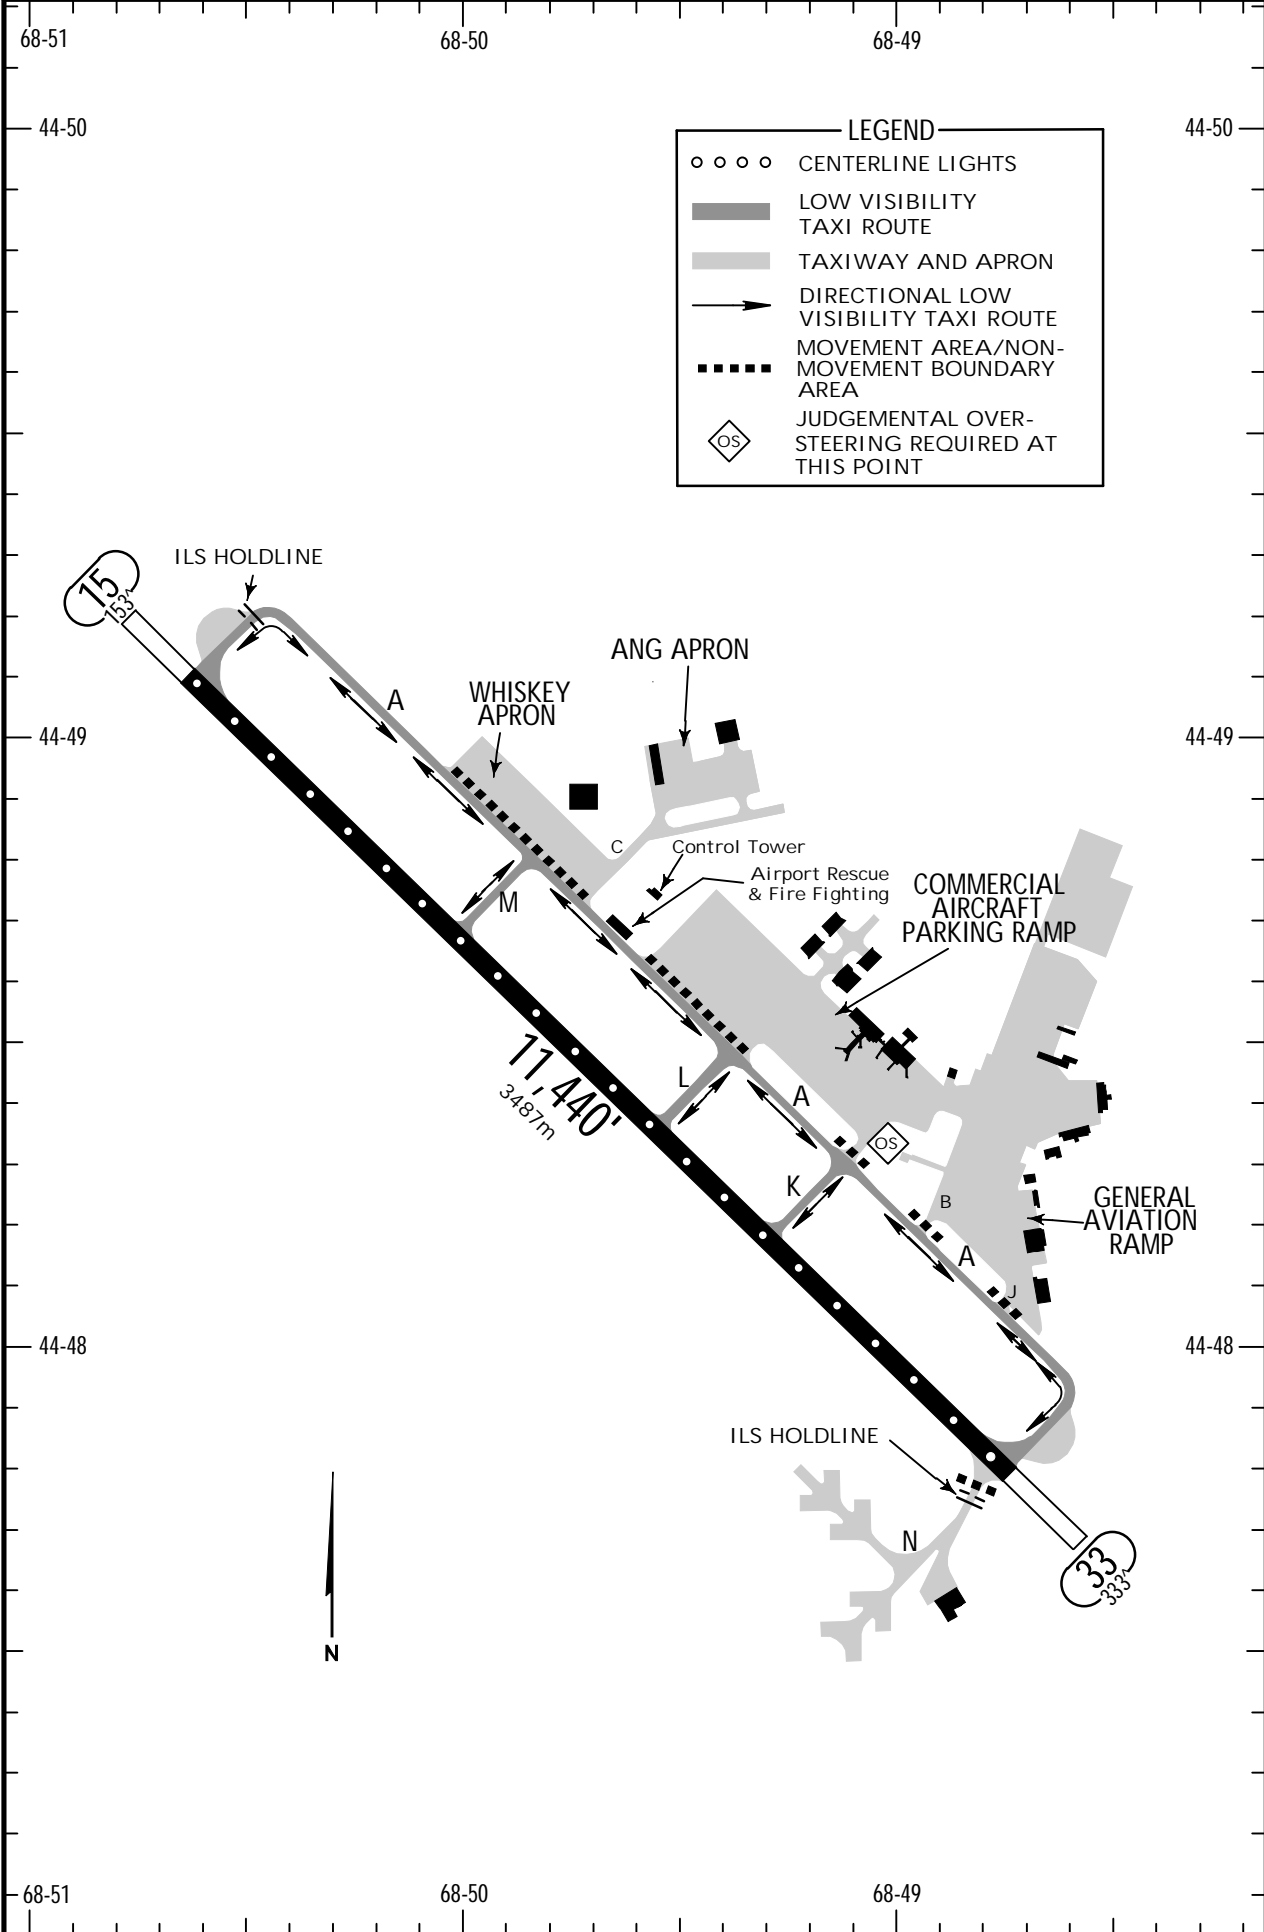 68-51
68-50
68-49
44-50
44-50
LEGEND
CENTERLINE LIGHTS
LOW VISIBILITY
TAXI ROUTE
TAXIWAY AND APRON
DIRECTIONAL LOW
VISIBILITY TAXI ROUTE
MOVEMENT AREA/NON-
MOVEMENT BOUNDARY
AREA
OS
JUDGEMENTAL OVER-
STEERING REQUIRED AT
THIS POINT
ILS HOLDLINE
15
153^
ANG APRON
WHISKEY
APRON
A
44-49
44-49
C
Control Tower
Airport Rescue
& Fire Fighting
COMMERCIAL
AIRCRAFT
PARKING RAMP
M
11,440'
3487m
L
A
OS
K
B
GENERAL
AVIATION
RAMP
A
J
44-48
44-48
ILS HOLDLINE
N
33
333^
N
68-51
68-50
68-49